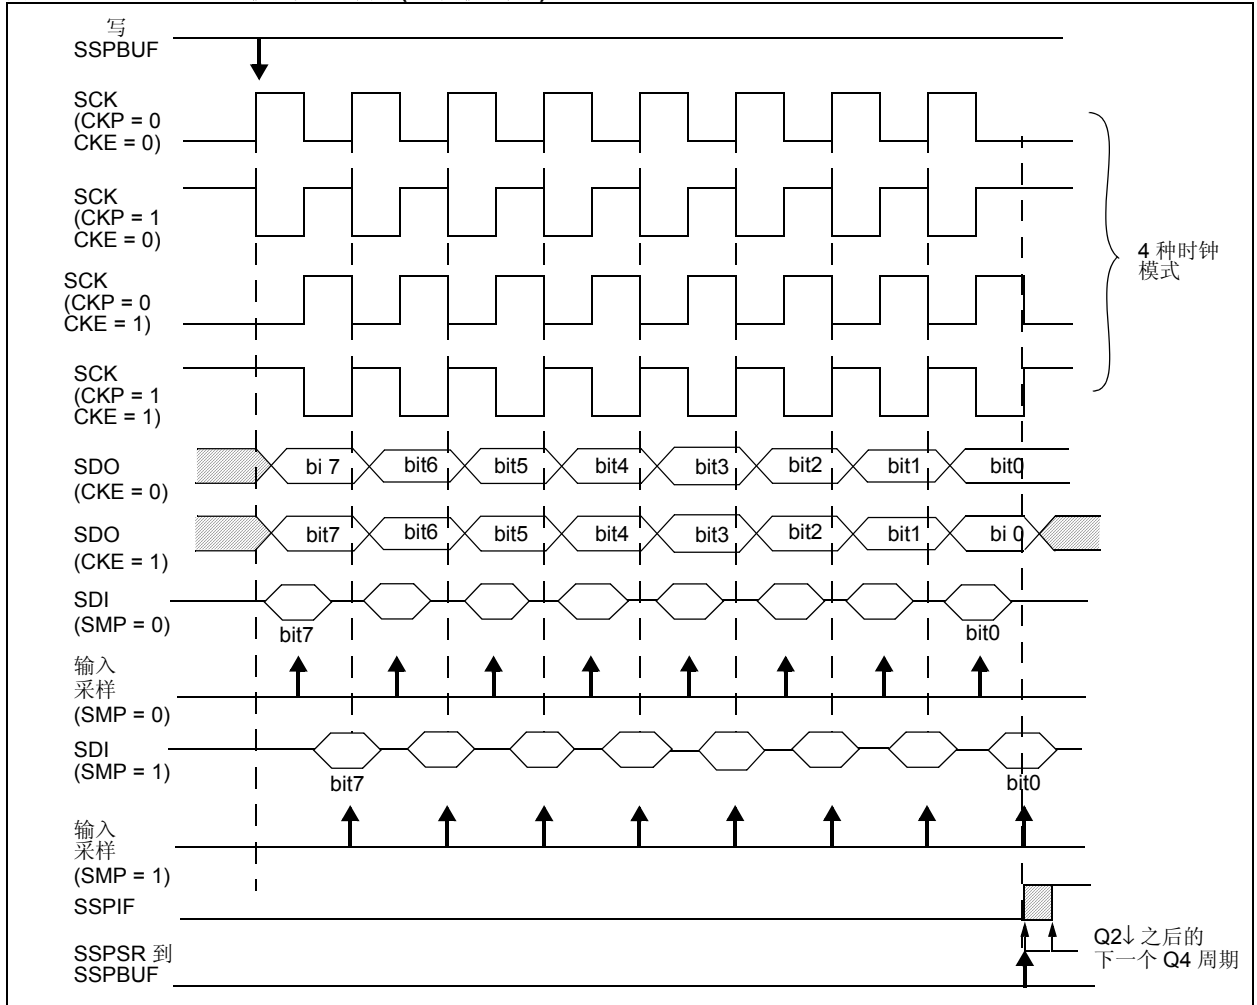 写
SSPBUF
SCK
(CKP = 0
CKE = 0)
SCK
(CKP = 1
CKE = 0)
SCK
(CKP = 0
CKE = 1)
4 种时钟
模式
SCK
(CKP = 1
CKE = 1)
SDO
(CKE = 0)
bi 7 bit6 bit5 bit4 bit3 bit2 bit1 bit0
SDO
(CKE = 1)
bit7 bit6 bit5 bit4 bit3 bit2 bit1 bi 0
SDI
(SMP = 0)
bit7 bit0
输入
采样
(SMP = 0)
SDI
(SMP = 1)
bit7 bit0
输入
采样
(SMP = 1)
SSPIF
SSPSR 到
SSPBUF
Q2↓ 之后的
下一个 Q4 周期